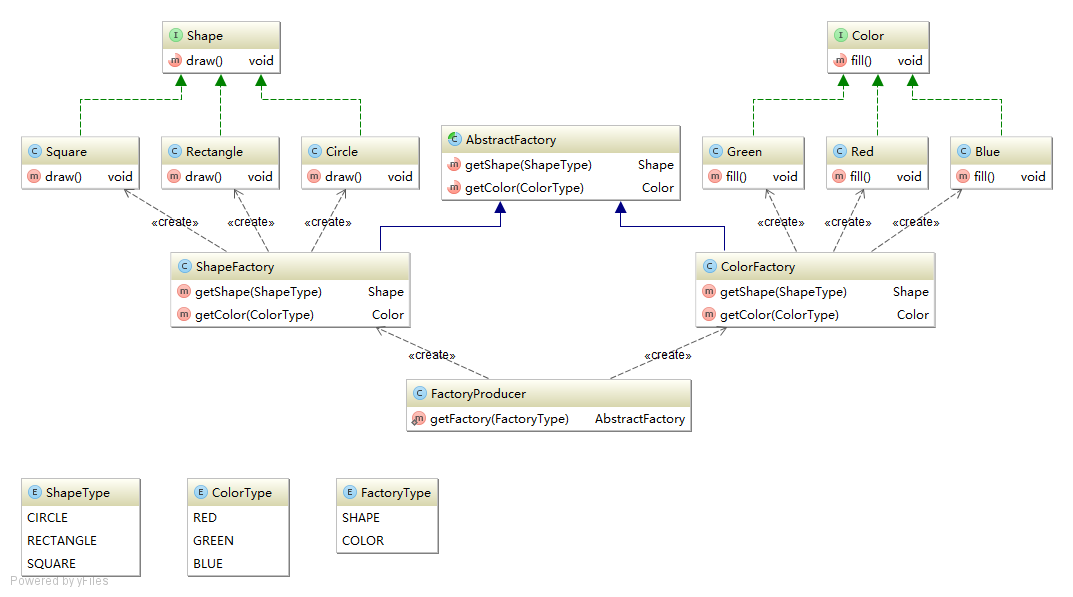 I Shape
m draw() void
I Color
m fill() void
C Square
m draw() void
C Rectangle
m draw() void
C Circle
m draw() void
C AbstractFactory
m getShape(ShapeType) Shape
m getColor(ColorType) Color
C Green
m fill() void
C Red
m fill() void
C Blue
m fill() void
«create»
«create»
«create»
«create»
«create»
«create»
C ShapeFactory
m getShape(ShapeType) Shape
m getColor(ColorType) Color
C ColorFactory
m getShape(ShapeType) Shape
m getColor(ColorType) Color
«create»
«create»
C FactoryProducer
m getFactory(FactoryType) AbstractFactory
E ShapeType
CIRCLE
RECTANGLE
SQUARE
E ColorType
RED
GREEN
BLUE
E FactoryType
SHAPE
COLOR
Powered by yFiles